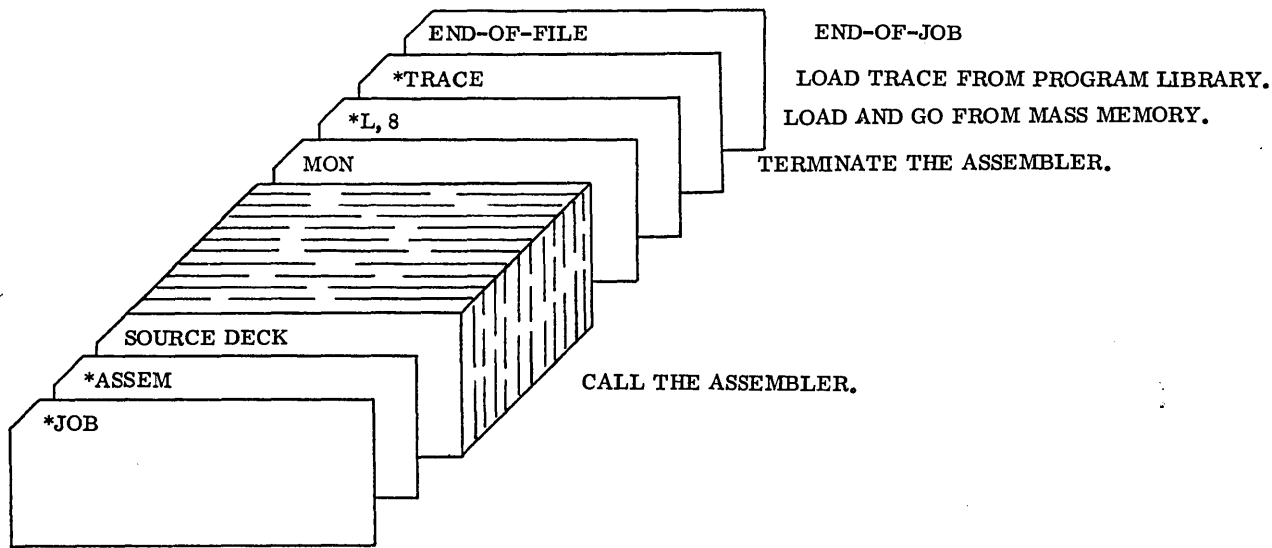 END-OF-FILE END-OF-JOB
*TRACE LOAD TRACE FROM PROGRAM LIBRARY.
*L, 8 LOAD AND GO FROM MASS MEMORY.
MON TERMINATE THE ASSEMBLER.
SOURCE DECK
*ASSEM CALL THE ASSEMBLER.
*JOB